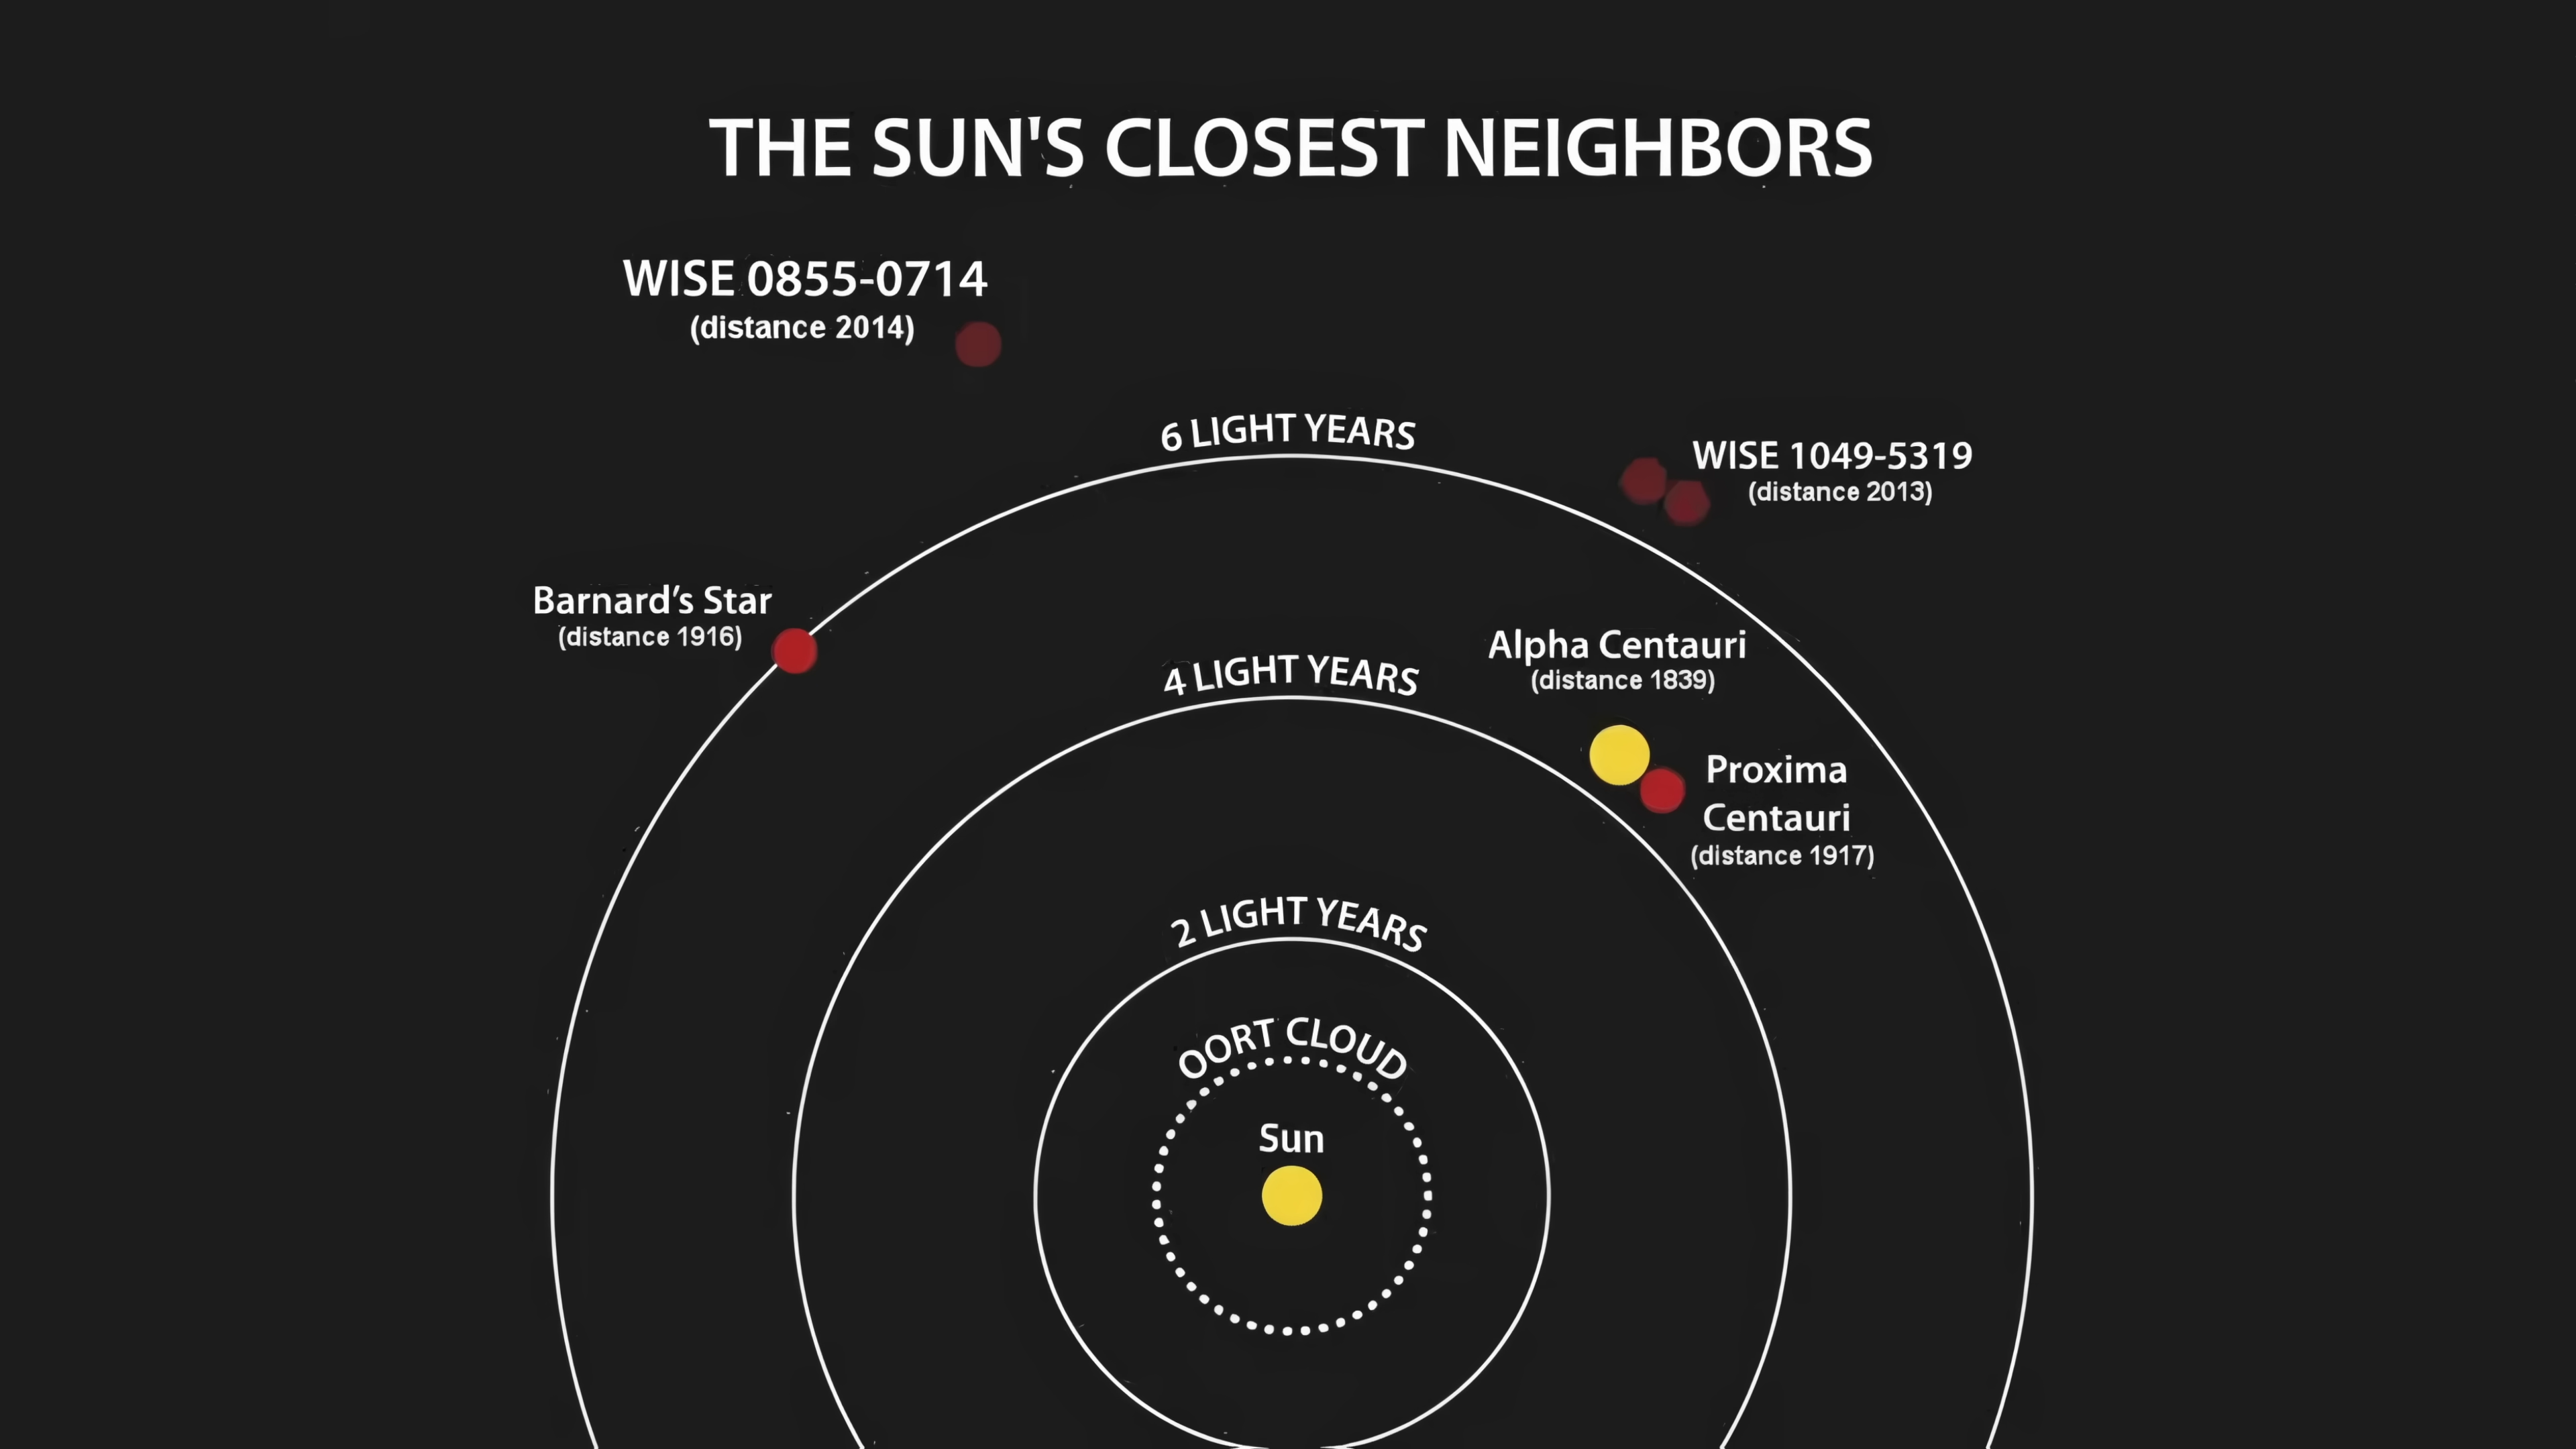 THE SUN'S CLOSEST NEIGHBORS
WISE 0855-0714
(distance 2014)
6 LIGHT YEARS
WISE 1049-5319
(distance 2013)
Barnard’s Star
(distance 1916)
Alpha Centauri
(distance 1839)
4 LIGHT YEARS
Proxima
Centauri
(distance 1917)
2 LIGHT YEARS
OORT CLOUD
Sun